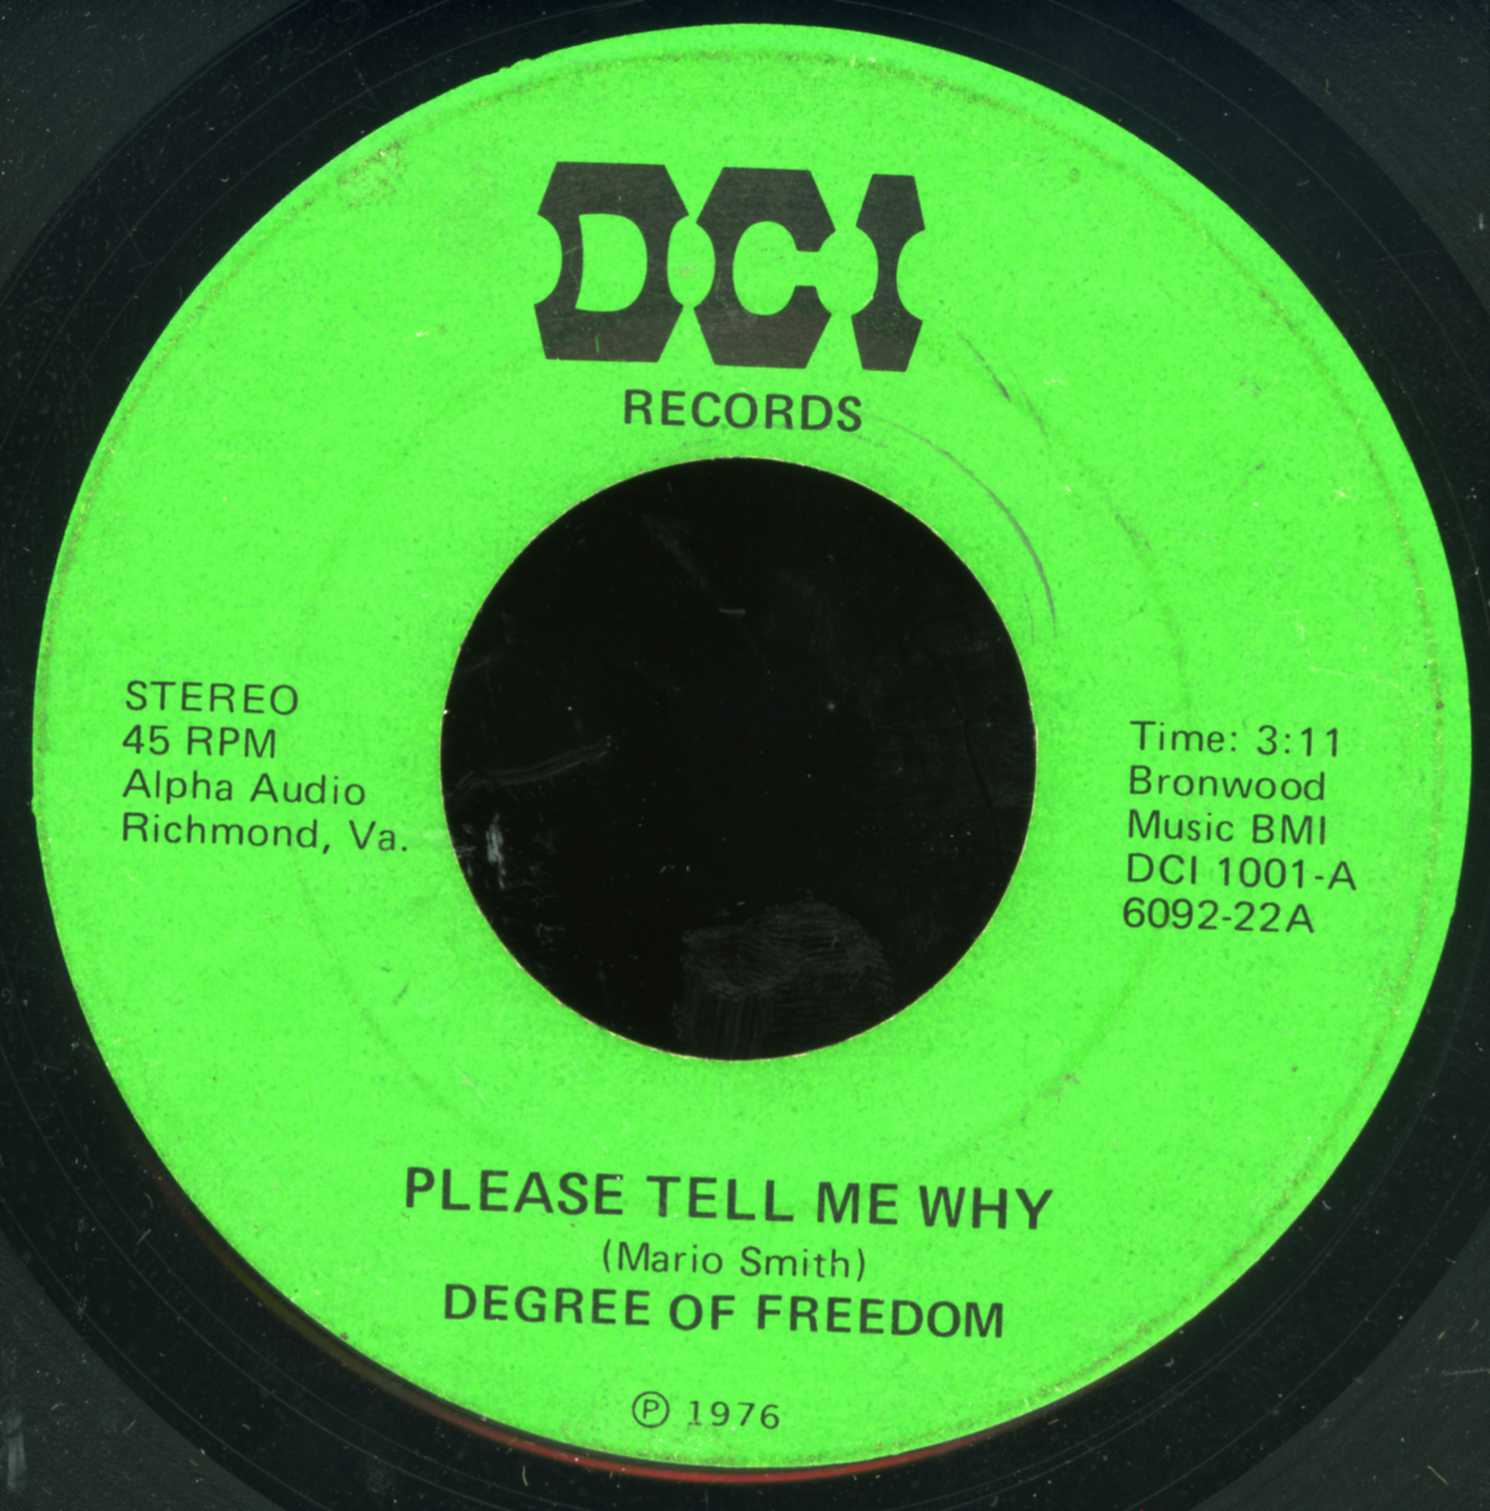 DCI
RECORDS
STEREO
45 RPM
Alpha Audio
Richmond, Va.
Time: 3:11
Bronwood
Music BMI
DCI 1001-A
6092-22A
PLEASE TELL ME WHY
(Mario Smith)
DEGREE OF FREEDOM
Ⓟ 1976